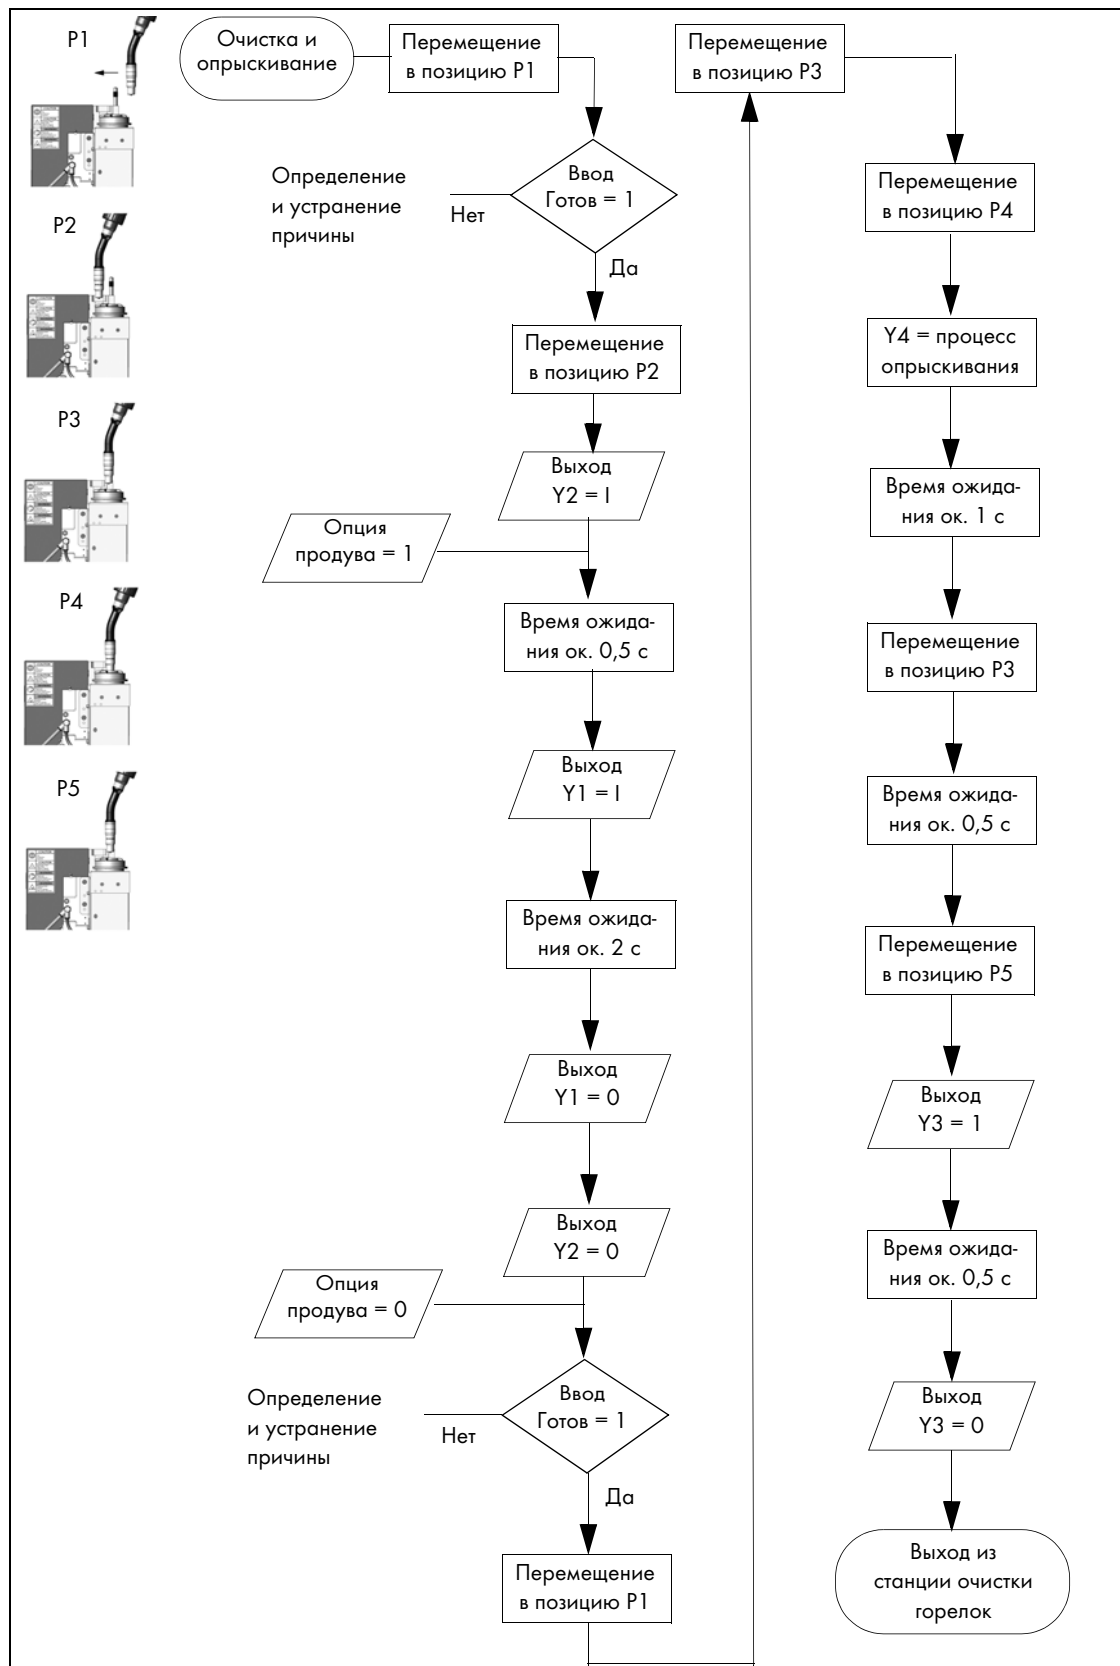 P1
P2
P3
P4
P5
Очистка и
опрыскивание
Перемещение
в позицию P1
Ввод
Готов = 1
Нет
Определение
и устранение
причины
Да
Перемещение
в позицию P2
Выход
Y2 = I
Опция
продува = 1
Время ожида-
ния ок. 0,5 с
Выход
Y1 = I
Время ожида-
ния ок. 2 с
Выход
Y1 = 0
Выход
Y2 = 0
Опция
продува = 0
Ввод
Готов = 1
Нет
Определение
и устранение
причины
Да
Перемещение
в позицию P1
Перемещение
в позицию P3
Перемещение
в позицию P4
Y4 = процесс
опрыскивания
Время ожида-
ния ок. 1 с
Перемещение
в позицию P3
Время ожида-
ния ок. 0,5 с
Перемещение
в позицию P5
Выход
Y3 = 1
Время ожида-
ния ок. 0,5 с
Выход
Y3 = 0
Выход из
станции очистки
горелок